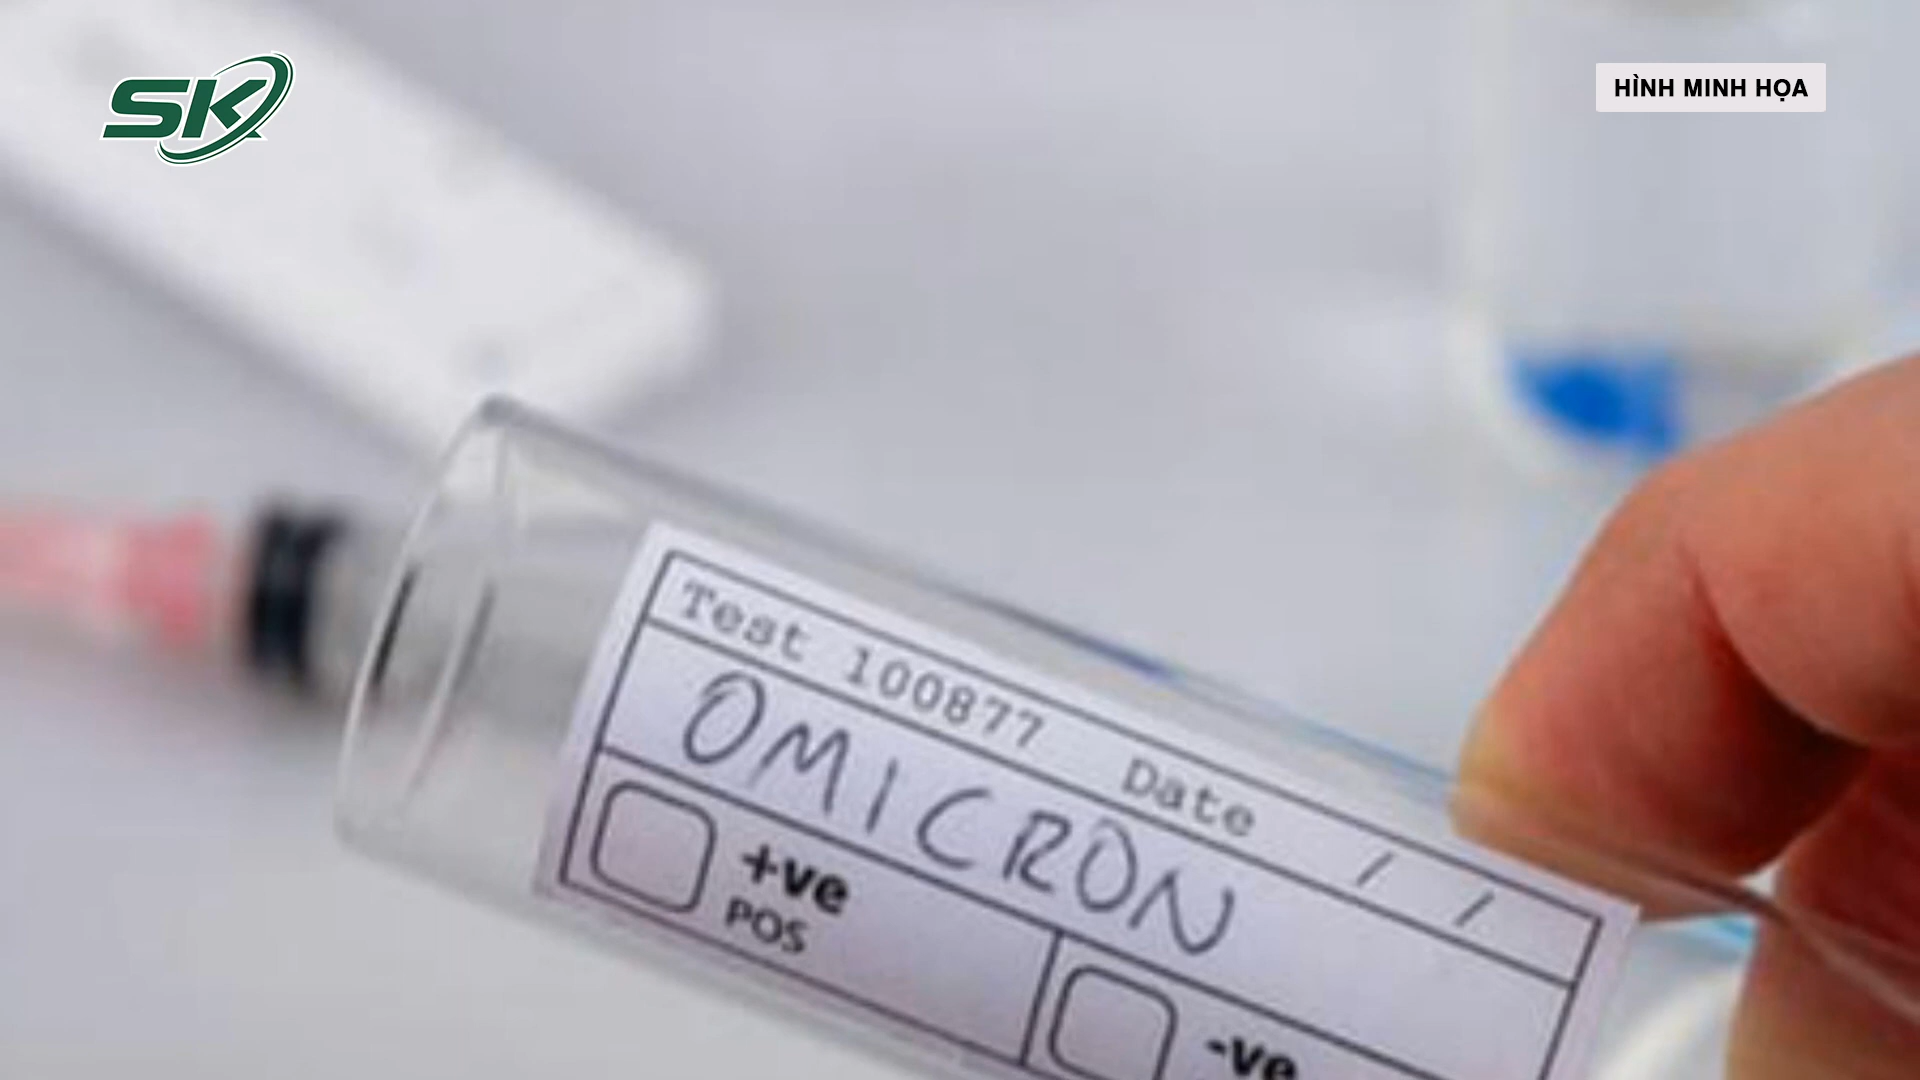 SK
HÌNH MINH HỌA
Test 100877 Date / /
OMICRON
+ve
POS
-ve